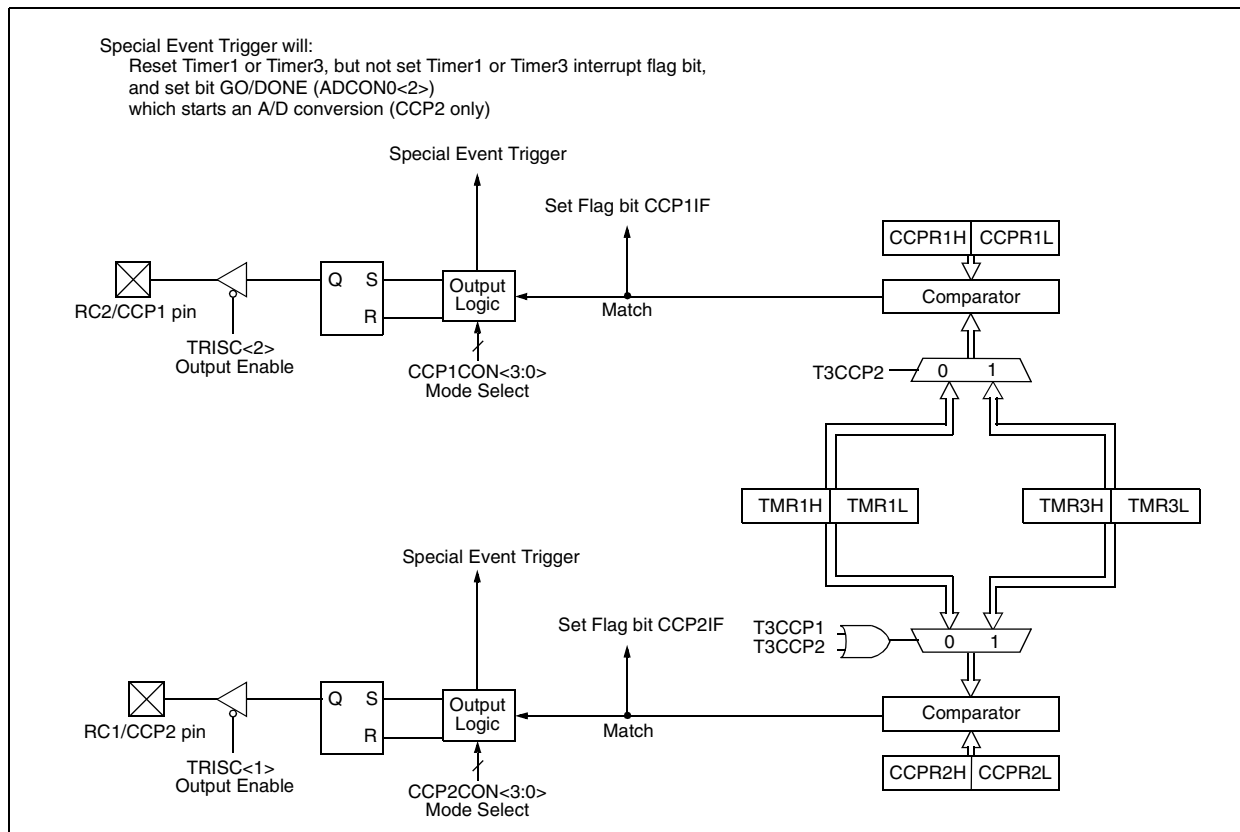 Special Event Trigger will:
Reset Timer1 or Timer3, but not set Timer1 or Timer3 interrupt flag bit,
and set bit GO/DONE (ADCON0<2>)
which starts an A/D conversion (CCP2 only)
Special Event Trigger
Set Flag bit CCP1IF
CCPR1H CCPR1L
Q S
R
Output
Logic
Comparator
RC2/CCP1 pin
Match
TRISC<2>
Output Enable
CCP1CON<3:0>
Mode Select
T3CCP2
0 1
TMR1H TMR1L
TMR3H TMR3L
Special Event Trigger
Set Flag bit CCP2IF
T3CCP1
T3CCP2
0 1
Q S
R
Output
Logic
Comparator
RC1/CCP2 pin
Match
TRISC<1>
Output Enable
CCP2CON<3:0>
Mode Select
CCPR2H CCPR2L